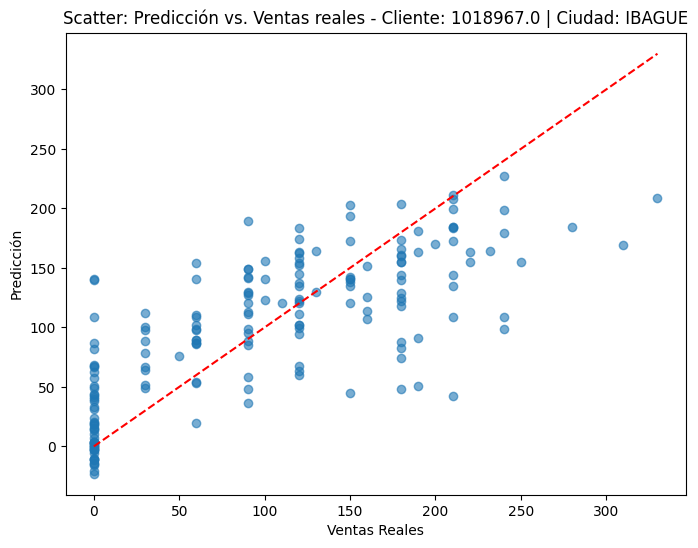 Scatter: Predicción vs. Ventas reales - Cliente: 1018967.0 | Ciudad: IBAGUE
300
250
200
150
100
50
0
Predicción
0 50 100 150 200 250 300
Ventas Reales